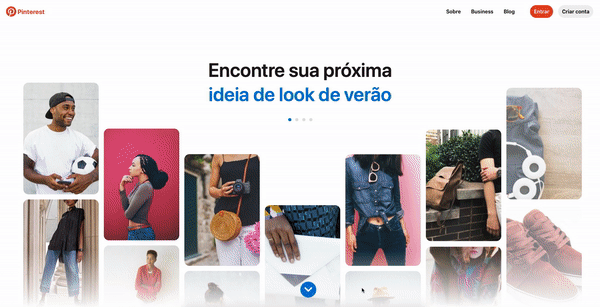 Pinterest
Sobre
Business
Blog
Entrar
Criar conta
Encontre sua próxima
ideia de look de verão